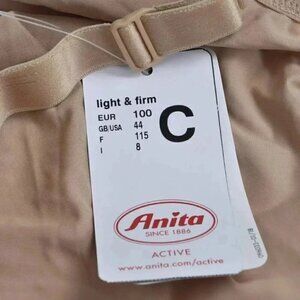 light & firm
EUR 100
GB/USA 44
F 115
I 8
C
Anita
SINCE 1886
ACTIVE
www.anita.com/active